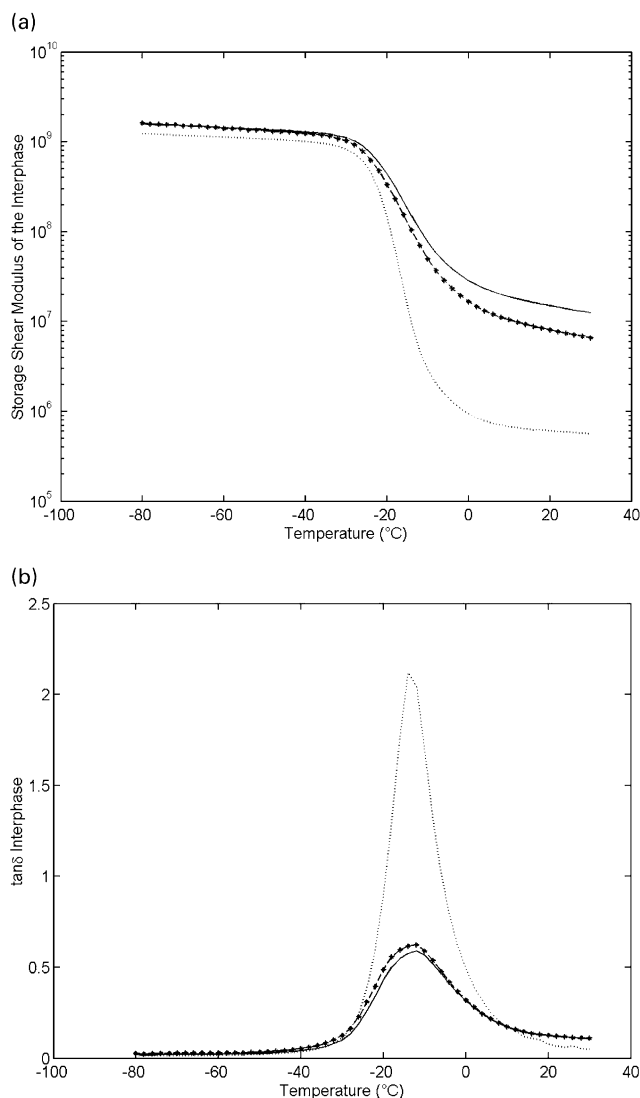 (a)
10^10
10^9
10^8
10^7
10^6
10^5
Storage Shear Modulus of the Interphase
-100 -80 -60 -40 -20 0 20 40
Temperature (°C)
(b)
2.5
2
1.5
1
0.5
0
tanδ Interphase
-100 -80 -60 -40 -20 0 20 40
Temperature (°C)